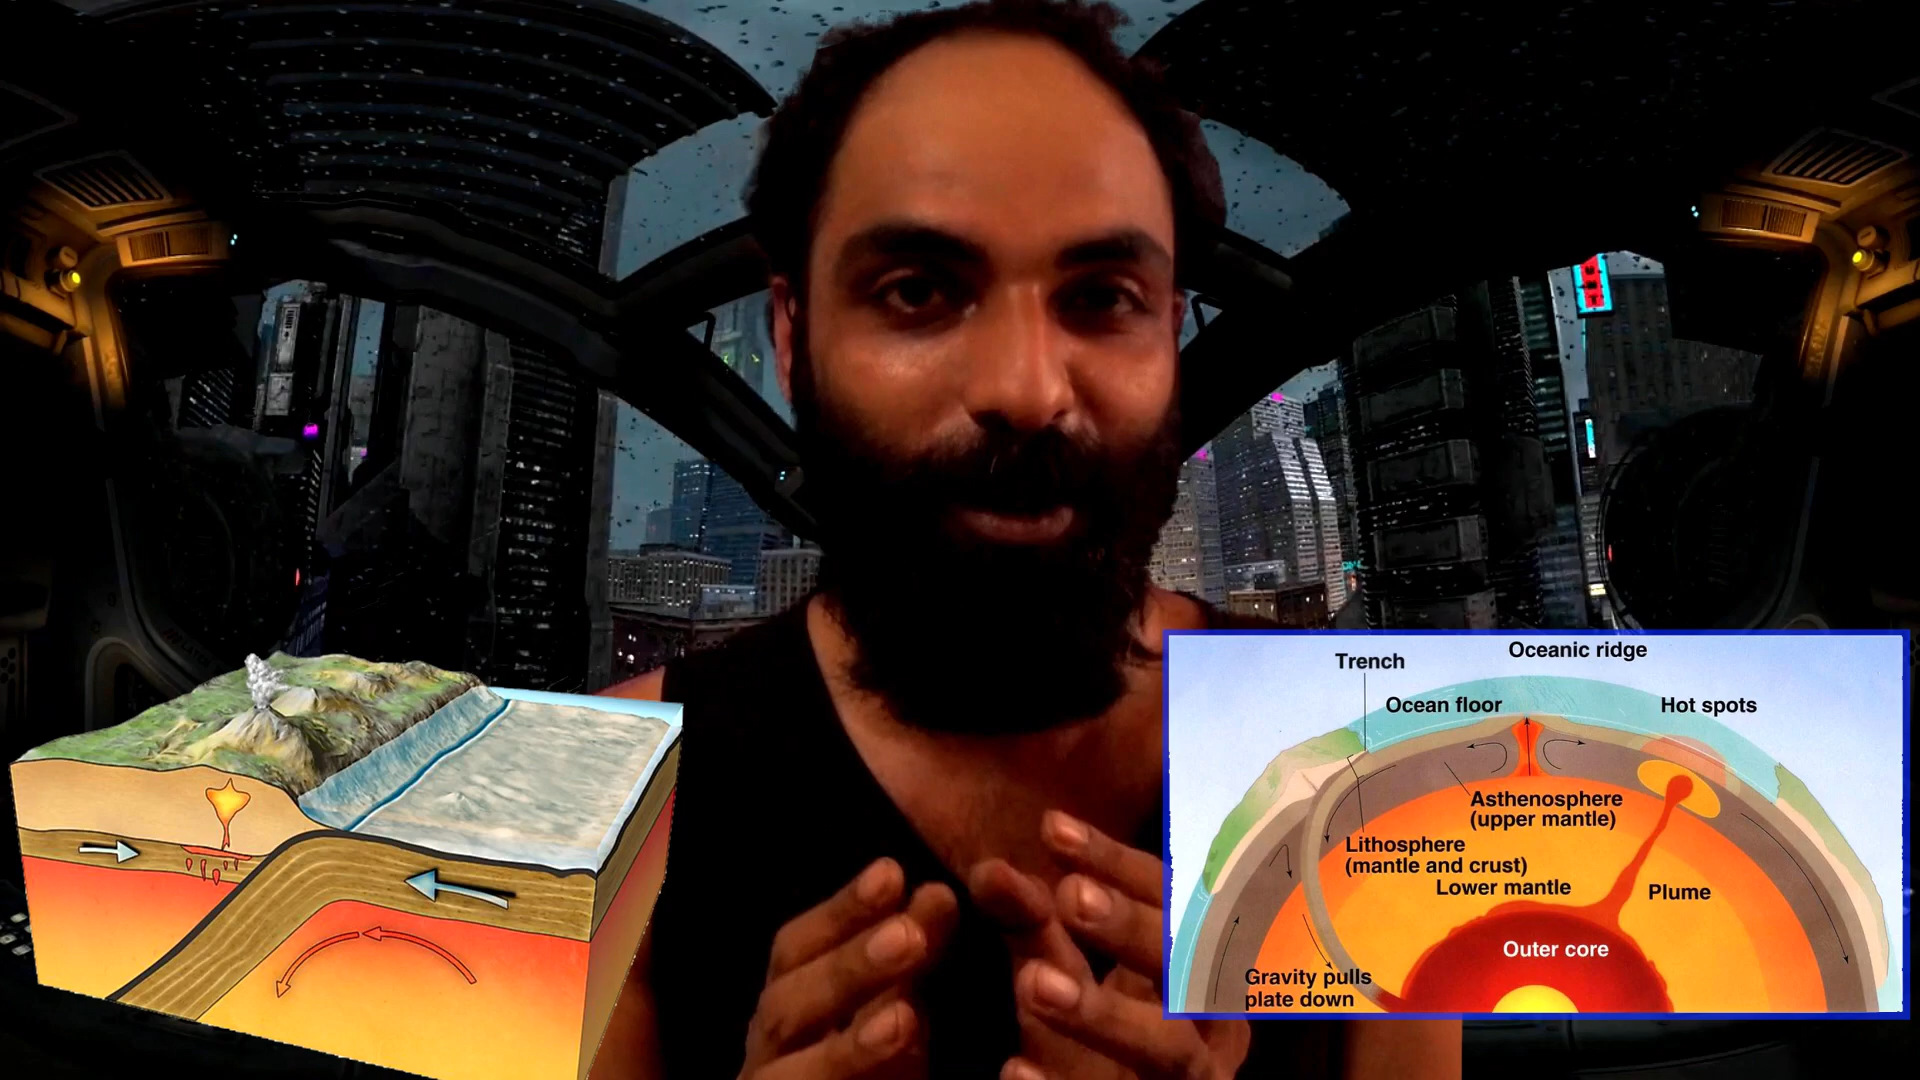 Oceanic ridge
Trench
Ocean floor
Hot spots
Asthenosphere
(upper mantle)
Lithosphere
(mantle and crust)
Lower mantle
Plume
Outer core
Gravity pulls
plate down